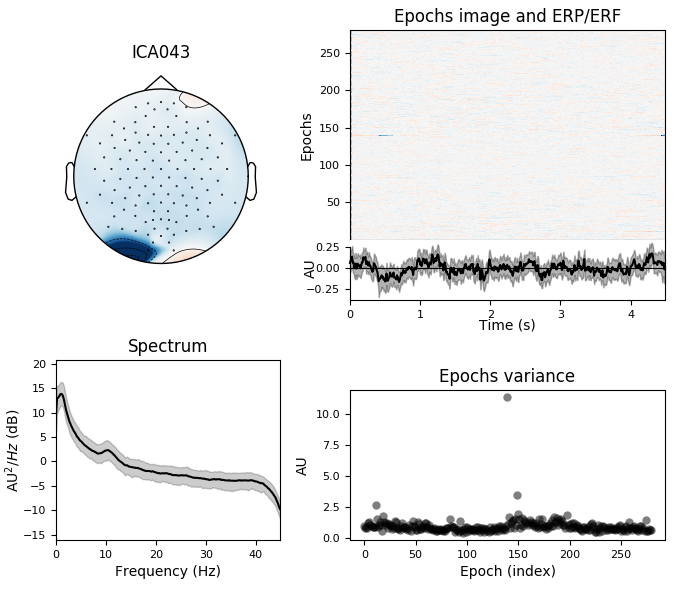 ICA043
Epochs image and ERP/ERF
Epochs
250
200
150
100
50
AU
0.25
0.00
−0.25
0 1 2 3 4
Time (s)
Spectrum
AU²/Hz (dB)
20
15
10
5
0
−5
−10
−15
0 10 20 30 40
Frequency (Hz)
Epochs variance
AU
10.0
7.5
5.0
2.5
0.0
0 50 100 150 200 250
Epoch (index)